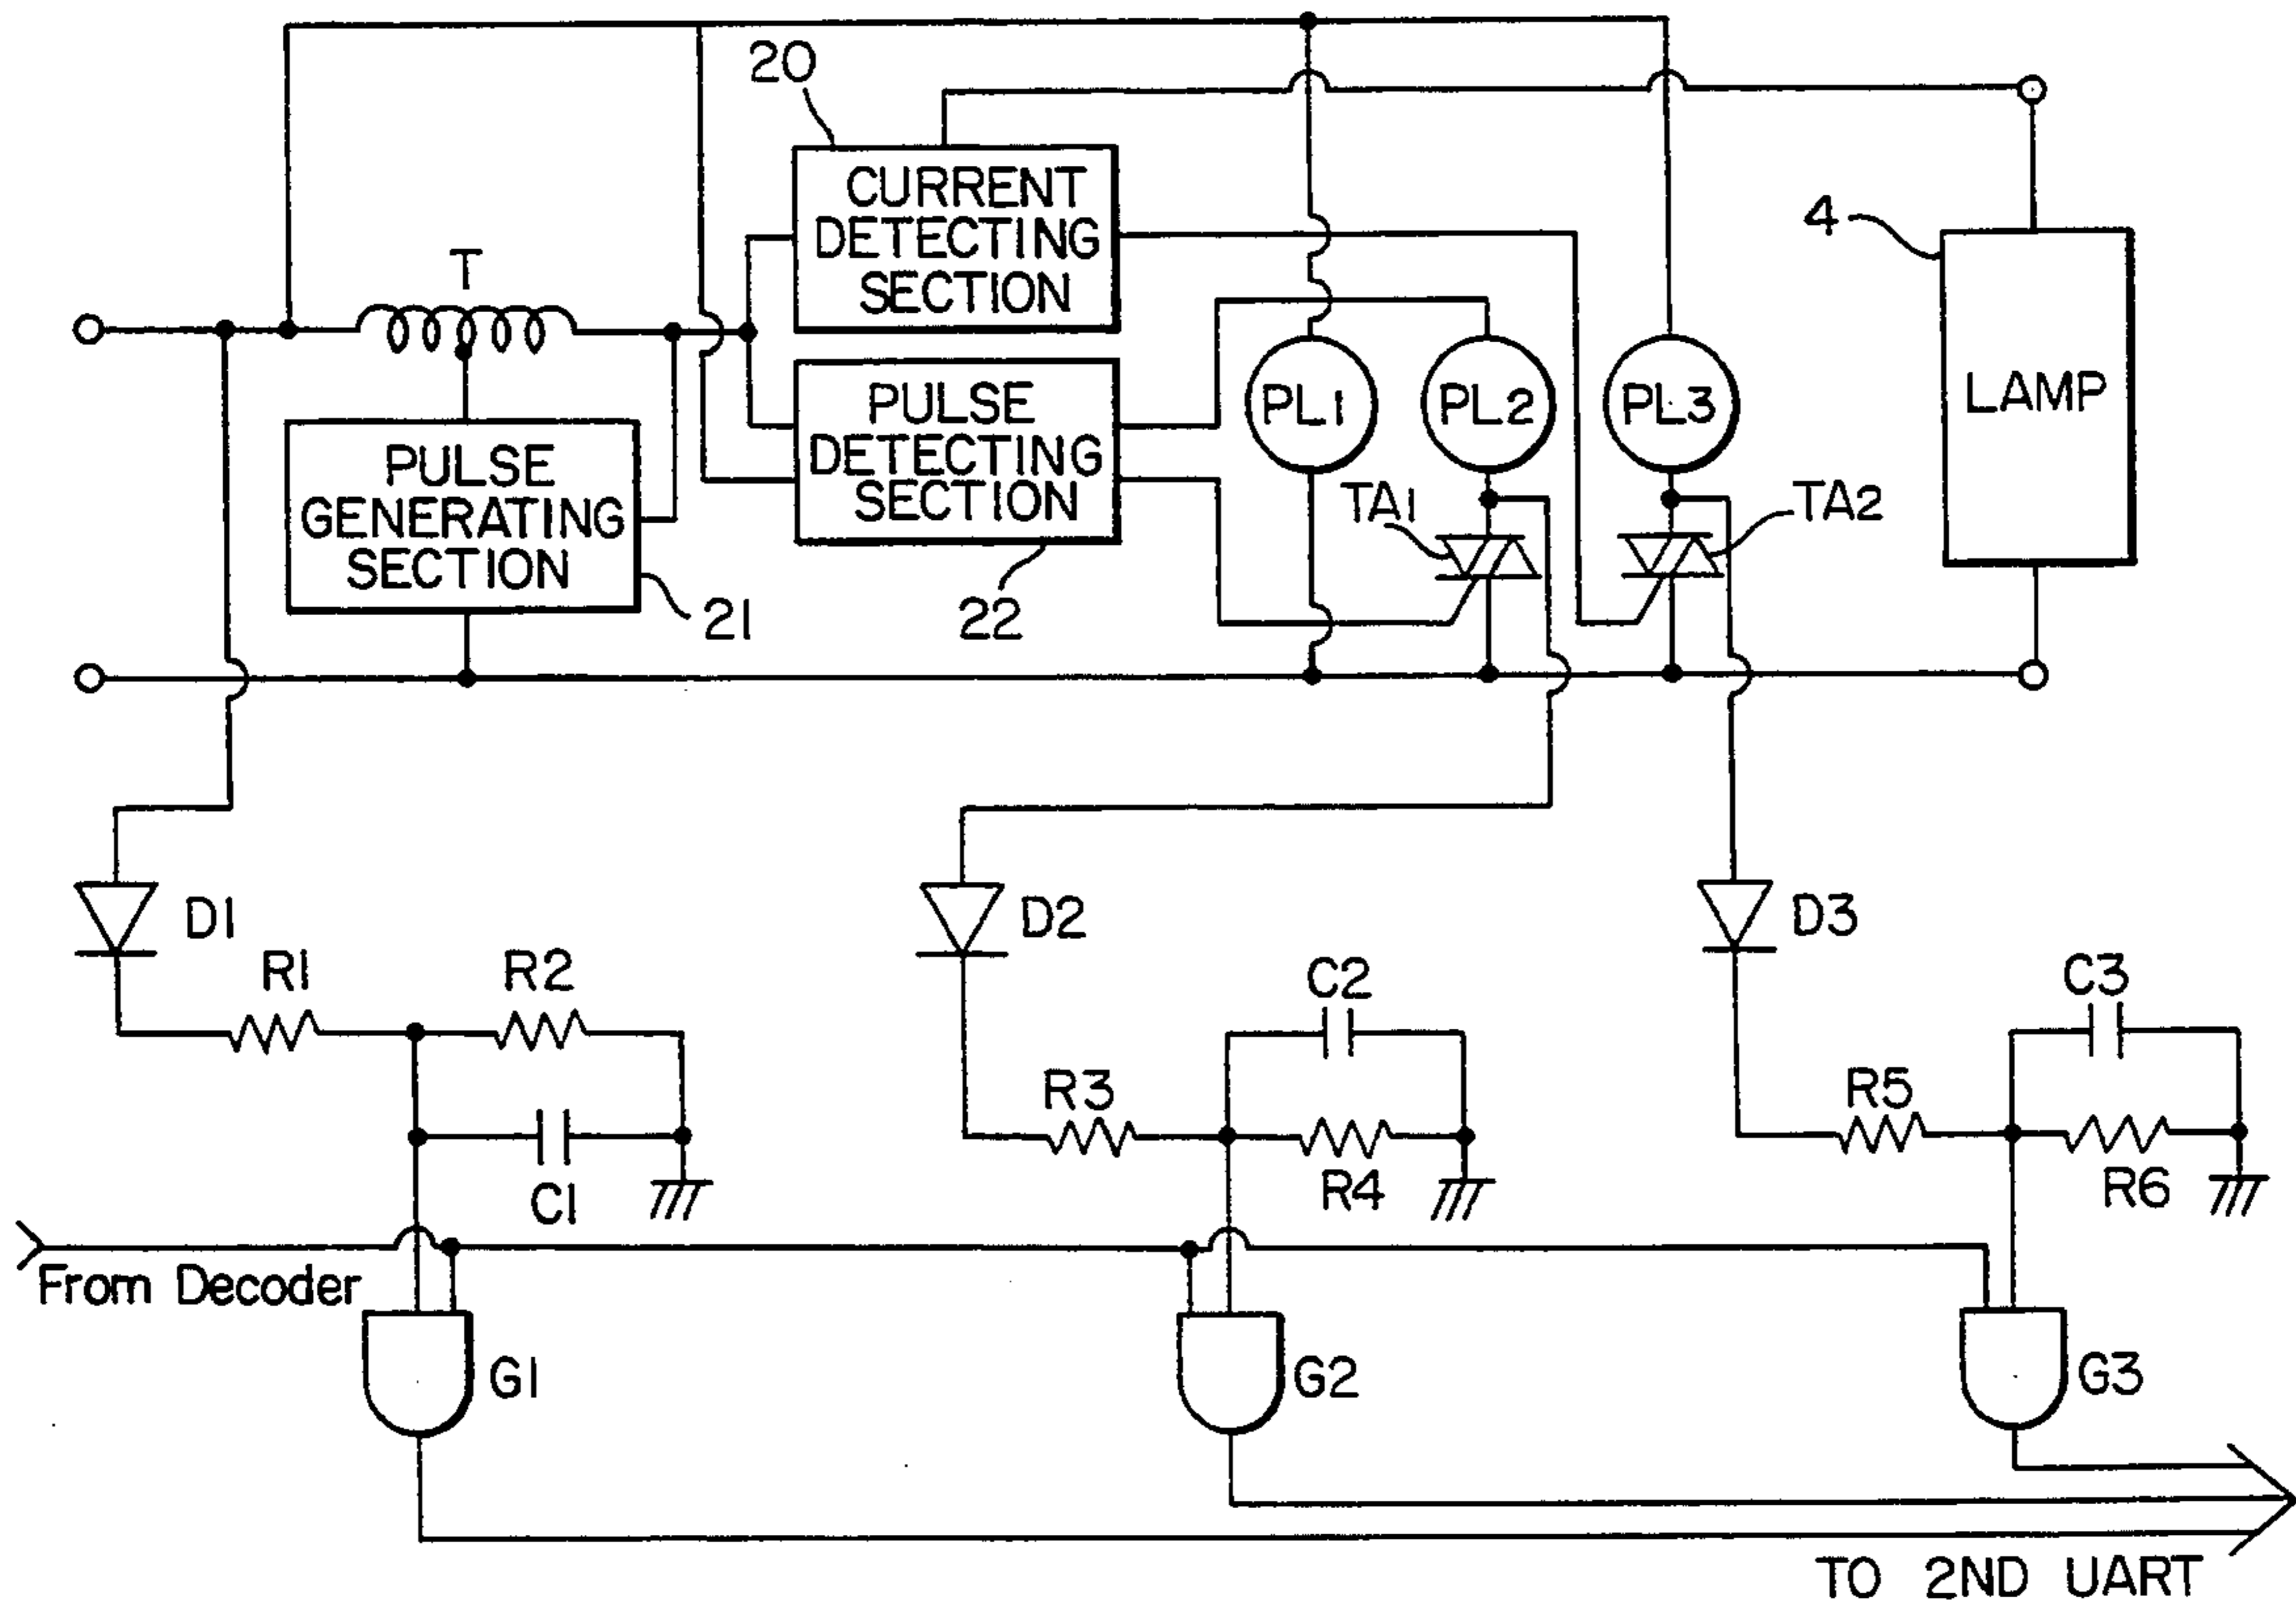 20
CURRENT
DETECTING
SECTION
4
T
LAMP
PULSE
DETECTING
SECTION
PL1
PL2
PL3
PULSE
GENERATING
SECTION
TA1
TA2
21
22
D1
D2
D3
R1
R2
C2
C3
R3
R5
C1
R4
R6
From Decoder
G1
G2
G3
TO 2ND UART